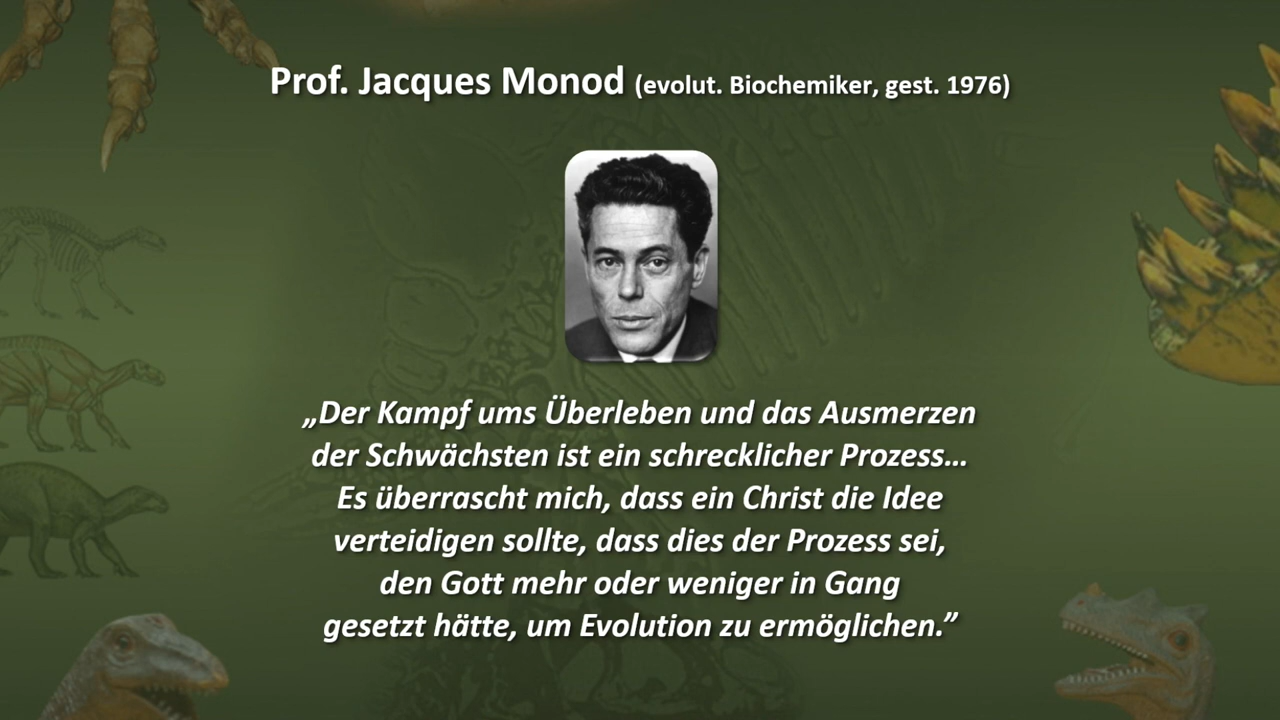 Prof. Jacques Monod (evolut. Biochemiker, gest. 1976)
„Der Kampf ums Überleben und das Ausmerzen
der Schwächsten ist ein schrecklicher Prozess...
Es überrascht mich, dass ein Christ die Idee
verteidigen sollte, dass dies der Prozess sei,
den Gott mehr oder weniger in Gang
gesetzt hätte, um Evolution zu ermöglichen.”